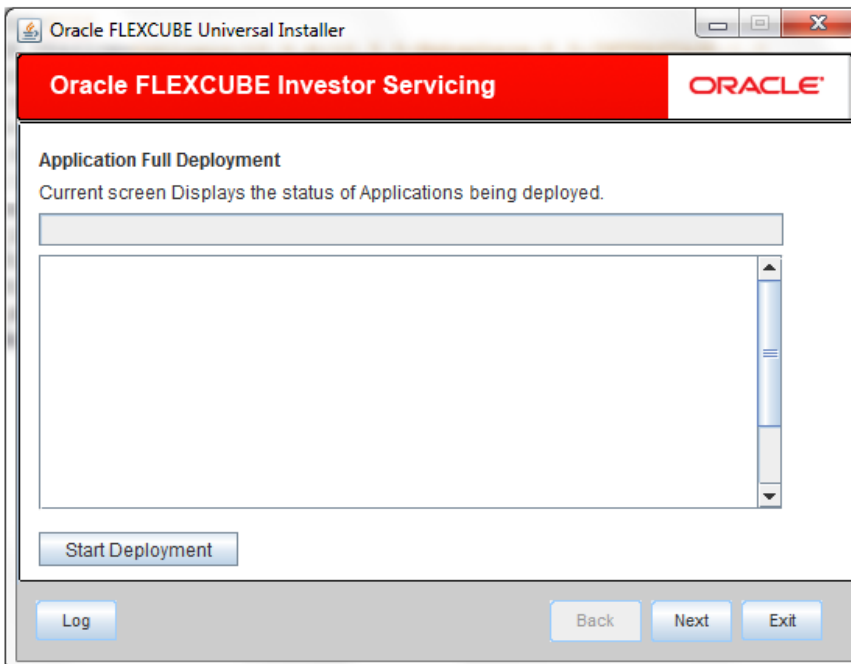 Oracle FLEXCUBE Universal Installer
Oracle FLEXCUBE Investor Servicing
ORACLE
Application Full Deployment
Current screen Displays the status of Applications being deployed.
Start Deployment
Log
Back
Next
Exit